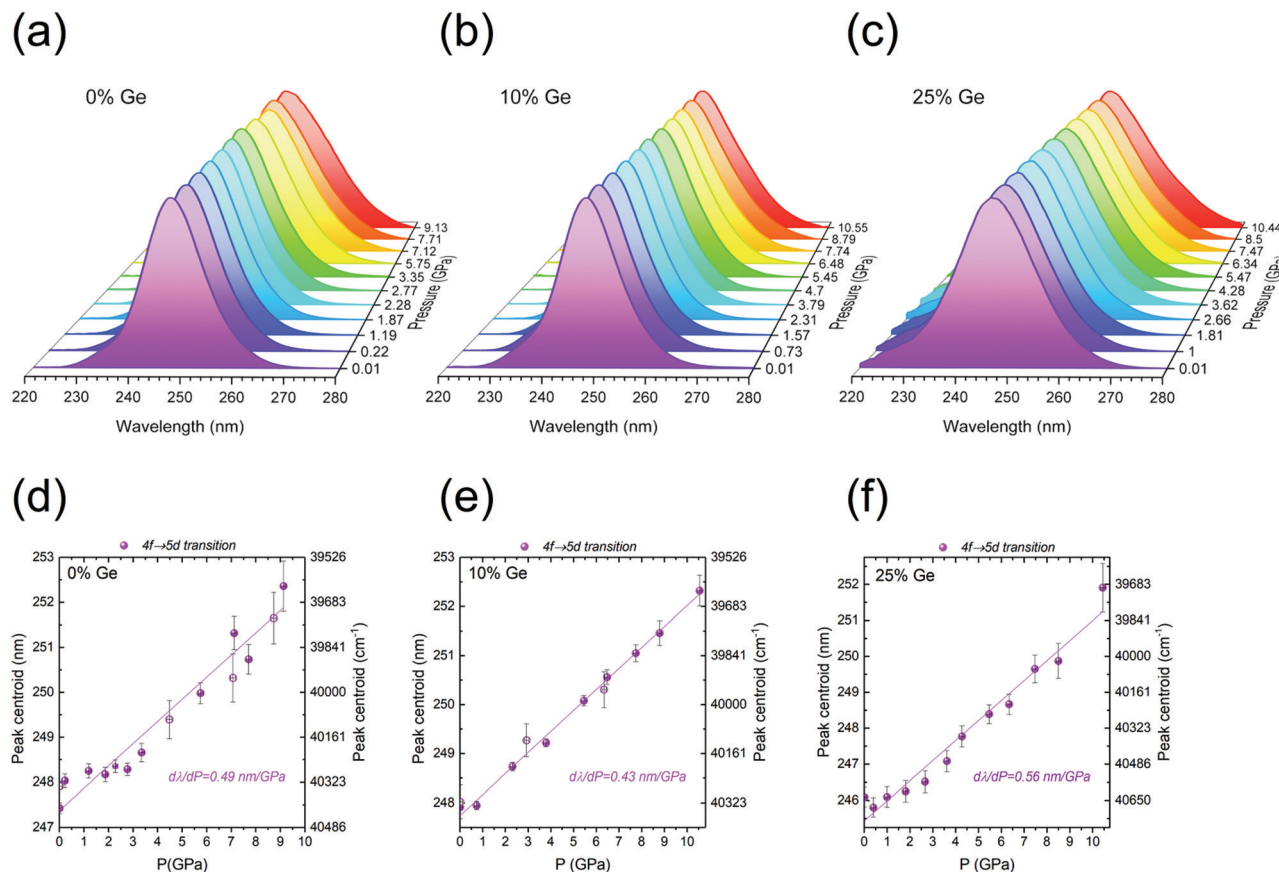 (a)
0% Ge
9.13
7.71
7.12
5.75
3.35
2.77
2.28
1.87
1.19
0.22
0.01
Pressure (GPa)
220 230 240 250 260 270 280
Wavelength (nm)
(b)
10% Ge
10.55
8.79
7.74
6.48
5.45
4.7
3.79
2.31
1.57
0.73
0.01
Pressure (GPa)
220 230 240 250 260 270 280
Wavelength (nm)
(c)
25% Ge
10.44
8.5
7.47
6.34
5.47
4.28
3.62
2.66
1.81
1
0.01
Pressure (GPa)
220 230 240 250 260 270 280
Wavelength (nm)
(d)
4f→5d transition
0% Ge
253
252
251
250
249
248
247
Peak centroid (nm)
39526
39683
39841
40000
40161
40323
40486
Peak centroid (cm⁻¹)
dλ/dP=0.49 nm/GPa
0 1 2 3 4 5 6 7 8 9 10
P(GPa)
(e)
4f→5d transition
10% Ge
253
252
251
250
249
248
Peak centroid (nm)
39526
39683
39841
40000
40161
40323
Peak centroid (cm⁻¹)
dλ/dP=0.43 nm/GPa
0 1 2 3 4 5 6 7 8 9 10
P (GPa)
(f)
4f→5d transition
25% Ge
252
251
250
249
248
247
246
Peak centroid (nm)
39683
39841
40000
40161
40323
40486
40650
Peak centroid (cm⁻¹)
dλ/dP=0.56 nm/GPa
0 1 2 3 4 5 6 7 8 9 10
P (GPa)